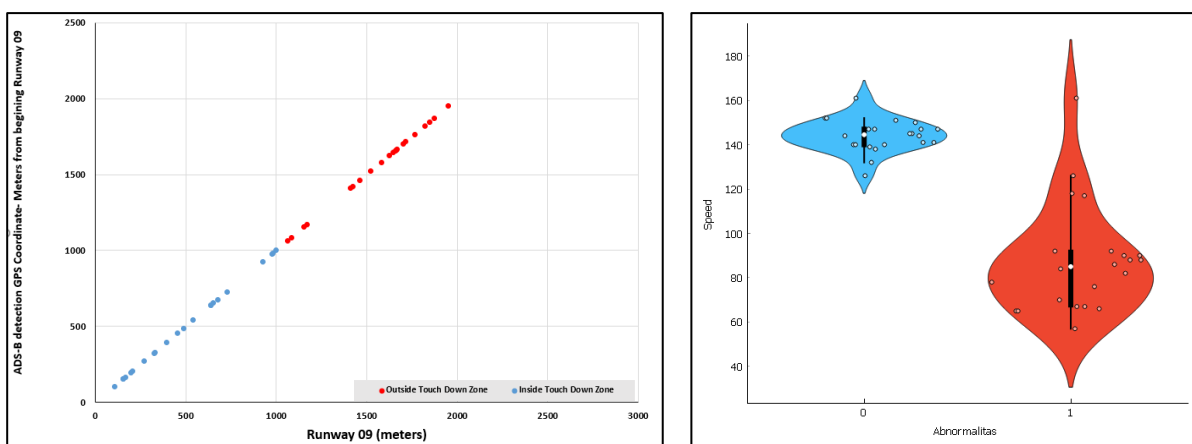 ADS-B detection GPS Coordinate- Meters from begining Runway 09
2500
2000
1500
1000
500
0
0 500 1000 1500 2000 2500 3000
Outside Touch Down Zone Inside Touch Down Zone
Runway 09 (meters)
Speed
180
160
140
120
100
80
60
40
0 1
Abnormalitas